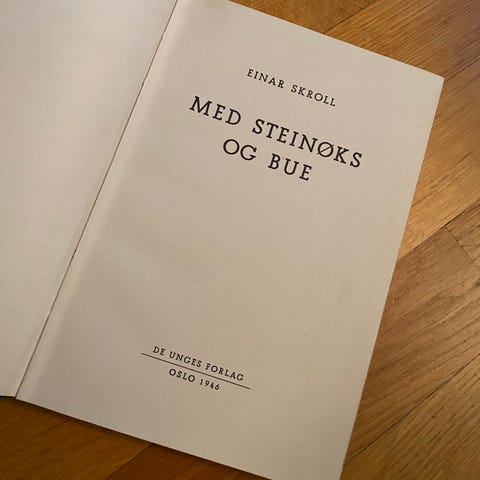 EINAR SKROLL
MED STEINØKS
OG BUE
DE UNGES FORLAG
OSLO 1946